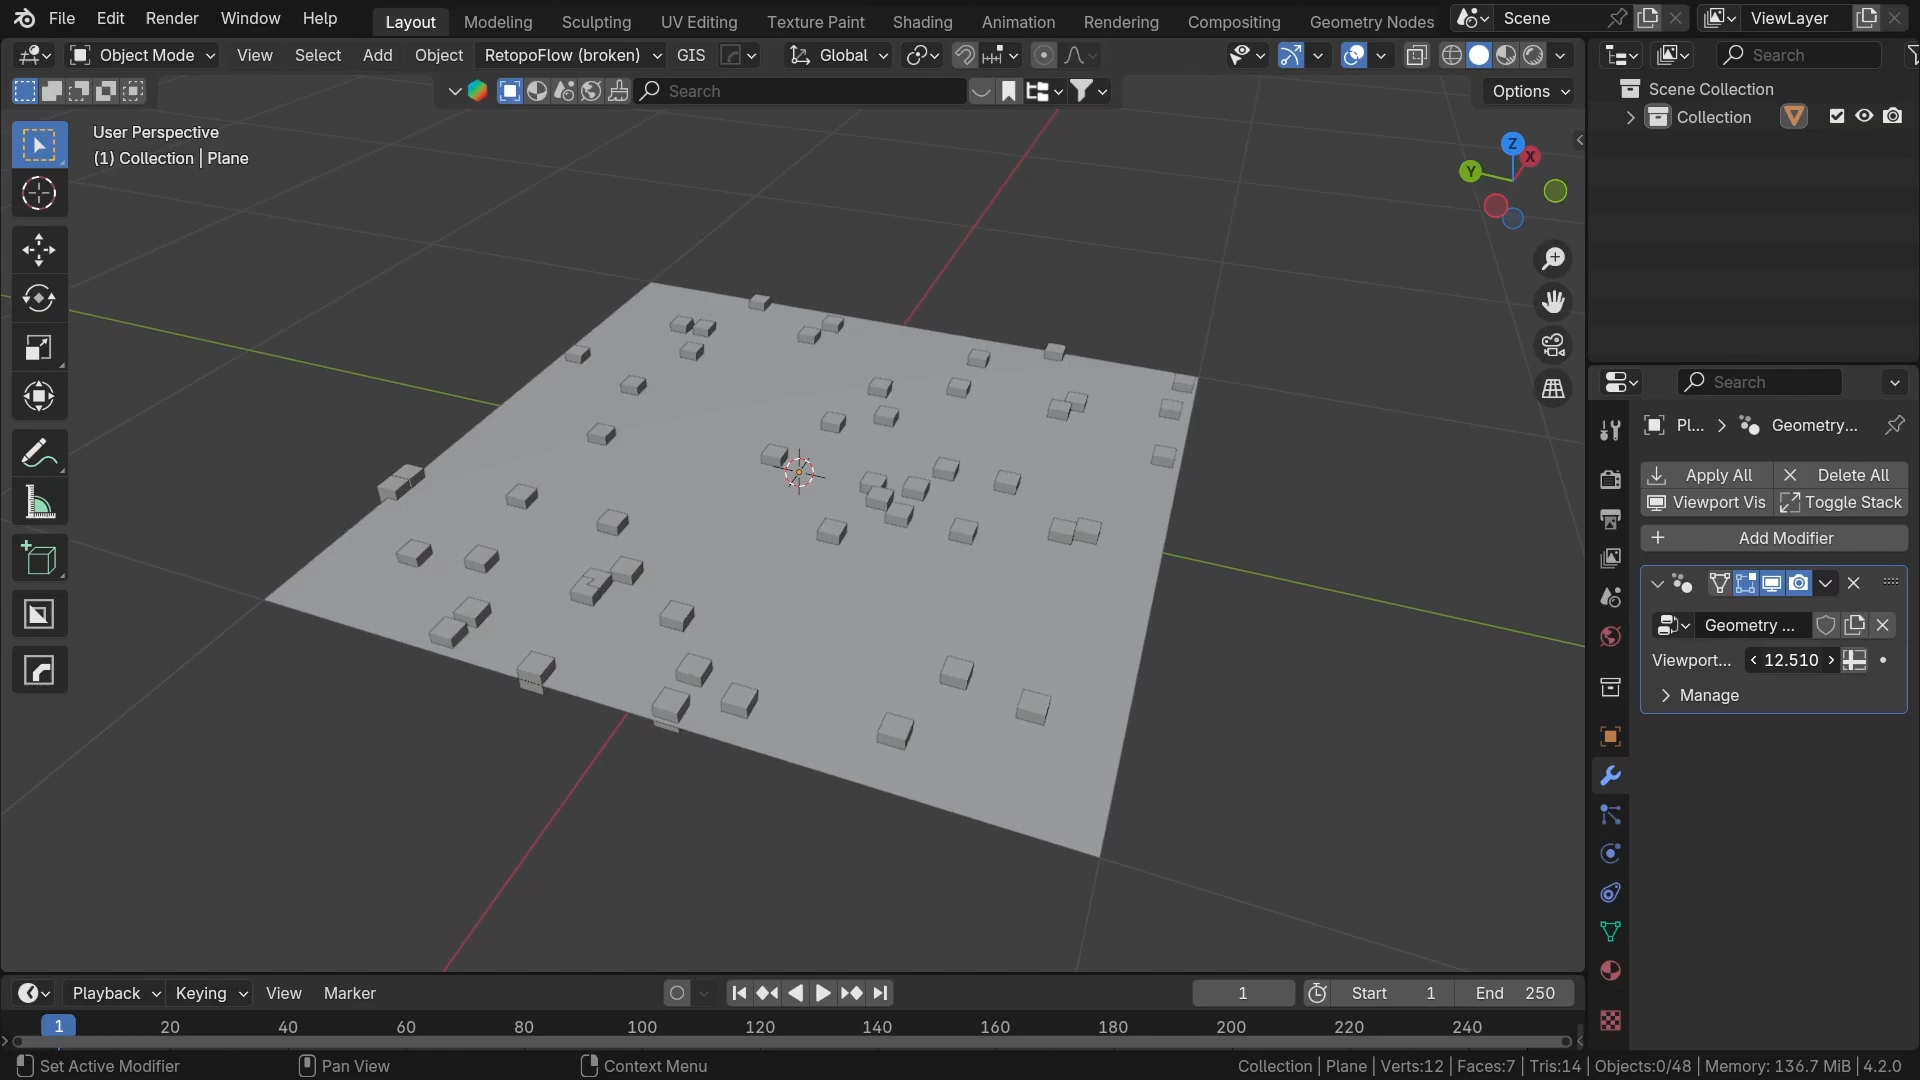 File Edit Render Window Help Layout Modeling Sculpting UV Editing Texture Paint Shading Animation Rendering Compositing Geometry Nodes Scene ViewLayer
Object Mode View Select Add Object RetopoFlow (broken) GIS Global Search
Search Options
User Perspective
(1) Collection | Plane
Z
X
Y
Scene Collection
Collection
Search
Pl... Geometry...
Apply All Delete All
Viewport Vis Toggle Stack
Add Modifier
Geometry ...
Viewport... 12.510
Manage
Playback Keying View Marker 1 Start 1 End 250
1 20 40 60 80 100 120 140 160 180 200 220 240
Set Active Modifier Pan View Context Menu Collection | Plane | Verts:12 | Faces:7 | Tris:14 | Objects:0/48 | Memory: 136.7 MiB | 4.2.0